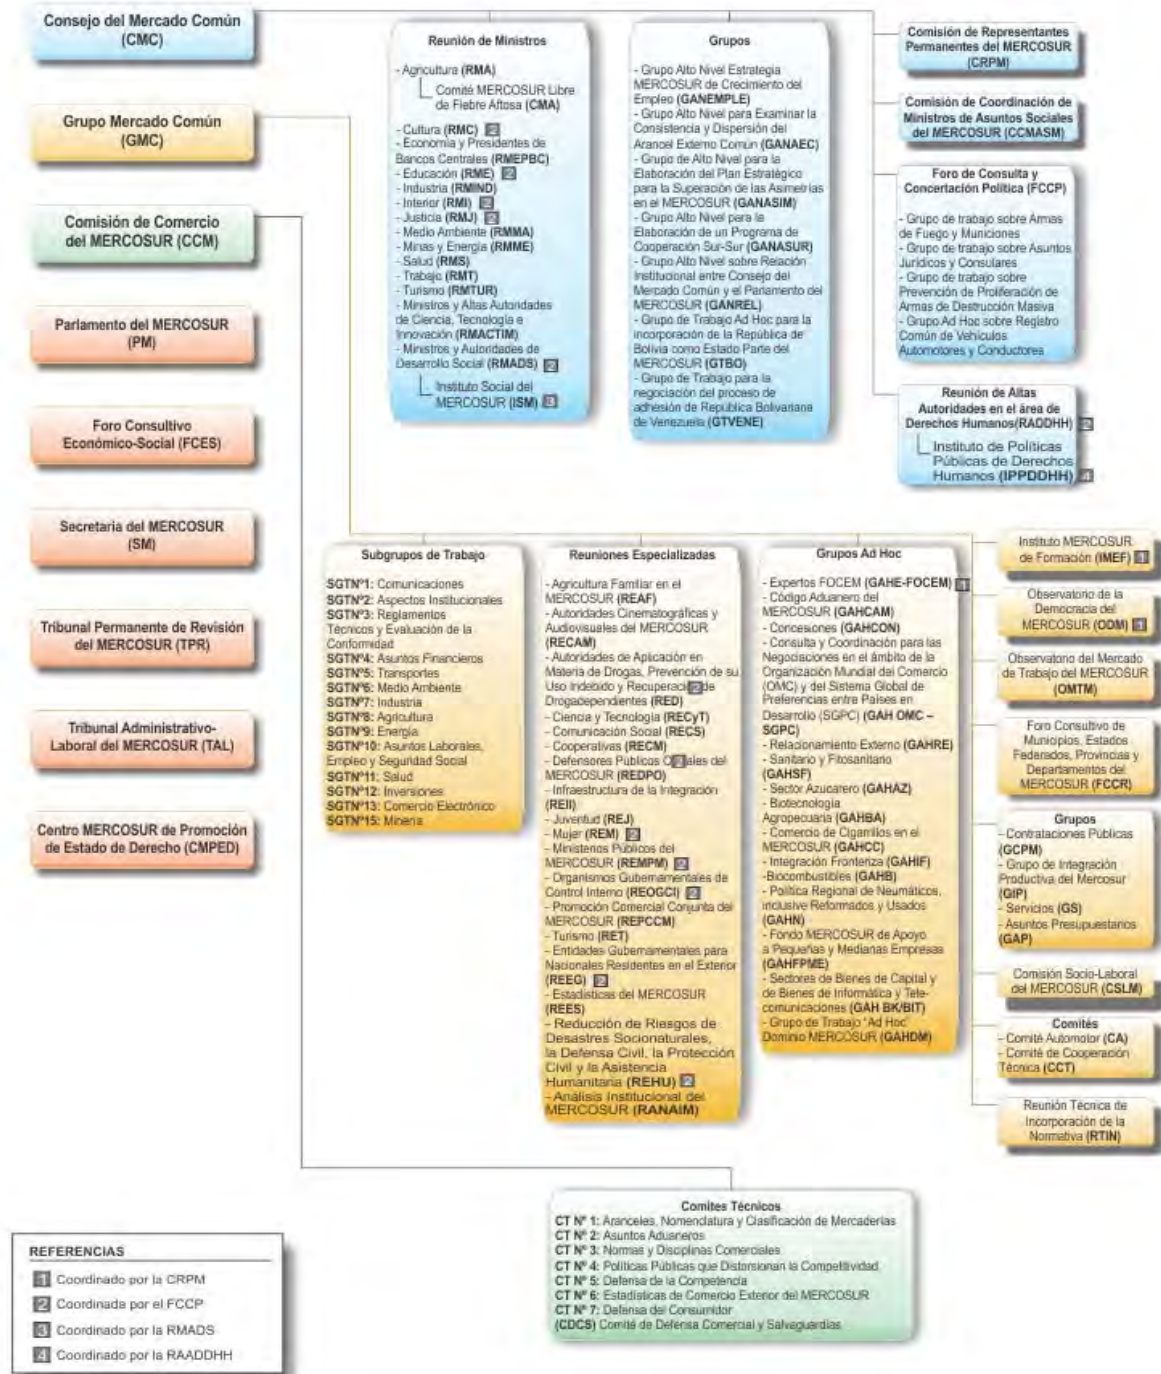 Consejo del Mercado Común
(CMC)
Grupo Mercado Común
(GMC)
Comisión de Comercio
del MERCOSUR (CCM)
Parlamento del MERCOSUR
(PM)
Foro Consultivo
Económico-Social (FCES)
Secretaria del MERCOSUR
(SM)
Tribunal Permanente de Revisión
del MERCOSUR (TPR)
Tribunal Administrativo-
Laboral del MERCOSUR (TAL)
Centro MERCOSUR de Promoción
de Estado de Derecho (CMPED)
Reunión de Ministros
- Agricultura (RMA)
Comité MERCOSUR Libre
de Fiebre Aftosa (CMA)
- Cultura (RMC) 2
- Economía y Presidentes de
Bancos Centrales (RMEPBC)
- Educación (RME) 2
- Industria (RMIND)
- Interior (RMI) 2
- Justicia (RMJ) 2
- Medio Ambiente (RMMA)
- Minas y Energía (RMME)
- Salud (RMS)
- Trabajo (RMT)
- Turismo (RMTUR)
- Ministros y Altas Autoridades
de Ciencia, Tecnología e
Innovación (RMACTIM)
- Ministros y Autoridades de
Desarrollo Social (RMADS) 2
Instituto Social del
MERCOSUR (ISM) 3
Grupos
- Grupo Alto Nivel Estrategia
MERCOSUR de Crecimiento del
Empleo (GANEMPLE)
- Grupo Alto Nivel para Examinar la
Consistencia y Dispersión del
Arancel Externo Común (GANAEC)
- Grupo de Alto Nivel para la
Elaboración del Plan Estratégico
para la Superación de las Asimetrías
en el MERCOSUR (GANASIM)
- Grupo Alto Nivel para la
Elaboración de un Programa de
Cooperación Sur-Sur (GANASUR)
- Grupo Alto Nivel sobre Relación
Institucional entre Consejo del
Mercado Común y el Parlamento del
MERCOSUR (GANREL)
- Grupo de Trabajo Ad Hoc para la
incorporación de la República de
Bolivia como Estado Parte del
MERCOSUR (GTBO)
- Grupo de Trabajo para la
negociación del proceso de
adhesión de República Bolivariana
de Venezuela (GTVENE)
Comisión de Representantes
Permanentes del MERCOSUR
(CRPM)
Comisión de Coordinación de
Ministros de Asuntos Sociales
del MERCOSUR (CCMASM)
Foro de Consulta y
Concertación Política (FCCP)
- Grupo de trabajo sobre Armas
de Fuego y Municiones
- Grupo de trabajo sobre Asuntos
Jurídicos y Consulares
- Grupo de trabajo sobre
Prevención de Proliferación de
Armas de Destrucción Masiva
- Grupo Ad Hoc sobre Registro
Común de Vehículos
Automotores y Conductores
Reunión de Altas
Autoridades en el área de
Derechos Humanos(RADDHH) 2
Instituto de Políticas
Públicas de Derechos
Humanos (IPPDDHH) 4
Subgrupos de Trabajo
SGTNº1: Comunicaciones
SGTNº2: Aspectos Institucionales
SGTNº3: Reglamentos
Técnicos y Evaluación de la
Conformidad
SGTNº4: Asuntos Financieros
SGTNº5: Transportes
SGTNº6: Medio Ambiente
SGTNº7: Industria
SGTNº8: Agricultura
SGTNº9: Energía
SGTNº10: Asuntos Laborales,
Empleo y Seguridad Social
SGTNº11: Salud
SGTNº12: Inversiones
SGTNº13: Comercio Electrónico
SGTNº15: Minería
Reuniones Especializadas
- Agricultura Familiar en el
MERCOSUR (REAF)
- Autoridades Cinematográficas y
Audiovisuales del MERCOSUR
(RECAM)
- Autoridades de Aplicación en
Materia de Drogas, Prevención de su
Uso Indebido y 2 de
Drogadependientes (RED)
- Ciencia y Tecnología (RECyT)
- Comunicación Social (RECS)
- Cooperativas (RECM)
- Defensores Públicos 2 del
MERCOSUR (REDPO)
- Infraestructura de la Integración
(REII)
- Juventud (REJ)
- Mujer (REM) 2
- Ministerios Públicos del
MERCOSUR (REMPM) 2
- Organismos Gubernamentales de
Control Interno (REOGCI) 2
- Promoción Comercial Conjunta del
MERCOSUR (REPCCM)
- Turismo (RET)
- Entidades Gubernamentales para
Nacionales Residentes en el Exterior
(REEG) 2
- Estadísticas del MERCOSUR
(REES)
- Reducción de Riesgos de
Desastres Socionaturales,
la Defensa Civil, la Protección
Civil y la Asistencia
Humanitaria (REHU) 2
- Análisis Institucional del
MERCOSUR (RANAIM)
Grupos Ad Hoc
- Expertos FOCEM (GAHE-FOCEM) 1
- Código Aduanero del
MERCOSUR (GAHCAM)
- Concesiones (GAHCON)
- Consulta y Coordinación para las
Negociaciones en el ámbito de la
Organización Mundial del Comercio
(OMC) y del Sistema Global de
Preferencias entre Países en
Desarrollo (SGPC) (GAH OMC –
SGPC)
- Relacionamiento Externo (GAHRE)
- Sanitario y Fitosanitario
(GAHSF)
- Sector Azucarero (GAHAZ)
- Biotecnología
Agropecuaria (GAHBA)
- Comercio de Cigarrillos en el
MERCOSUR (GAHCC)
- Integración Fronteriza (GAHIF)
-Biocombustibles (GAHB)
- Política Regional de Neumáticos,
inclusive Reformados y Usados
(GAHN)
- Fondo MERCOSUR de Apoyo
a Pequeñas y Medianas Empresas
(GAHFPME)
- Sectores de Bienes de Capital y
de Bienes de Informática y Tele-
comunicaciones (GAH BK/BIT)
- Grupo de Trabajo "Ad Hoc"
Dominio MERCOSUR (GAHDM)
Instituto MERCOSUR
de Formación (IMEF) 1
Observatorio de la
Democracia del
MERCOSUR (ODM) 1
Observatorio del Mercado
de Trabajo del MERCOSUR
(OMTM)
Foro Consultivo de
Municipios, Estados
Federados, Provincias y
Departamentos del
MERCOSUR (FCCR)
Grupos
- Contrataciones Públicas
(GCPM)
- Grupo de Integración
Productiva del Mercosur
(GIP)
- Servicios (GS)
- Asuntos Presupuestarios
(GAP)
Comisión Socio-Laboral
del MERCOSUR (CSLM)
Comités
- Comité Automotor (CA)
- Comité de Cooperación
Técnica (CCT)
Reunión Técnica de
Incorporación de la
Normativa (RTIN)
Comites Técnicos
CT Nº 1: Aranceles, Nomenclatura y Clasificación de Mercaderías
CT Nº 2: Asuntos Aduaneros
CT Nº 3: Normas y Disciplinas Comerciales
CT Nº 4: Políticas Públicas que Distorsionan la Competitividad
CT Nº 5: Defensa de la Competencia
CT Nº 6: Estadísticas de Comercio Exterior del MERCOSUR
CT Nº 7: Defensa del Consumidor
(CDCS) Comité de Defensa Comercial y Salvaguardias
REFERENCIAS
1 Coordinado por la CRPM
2 Coordinada por el FCCP
3 Coordinado por la RMADS
4 Coordinado por la RAADDHH